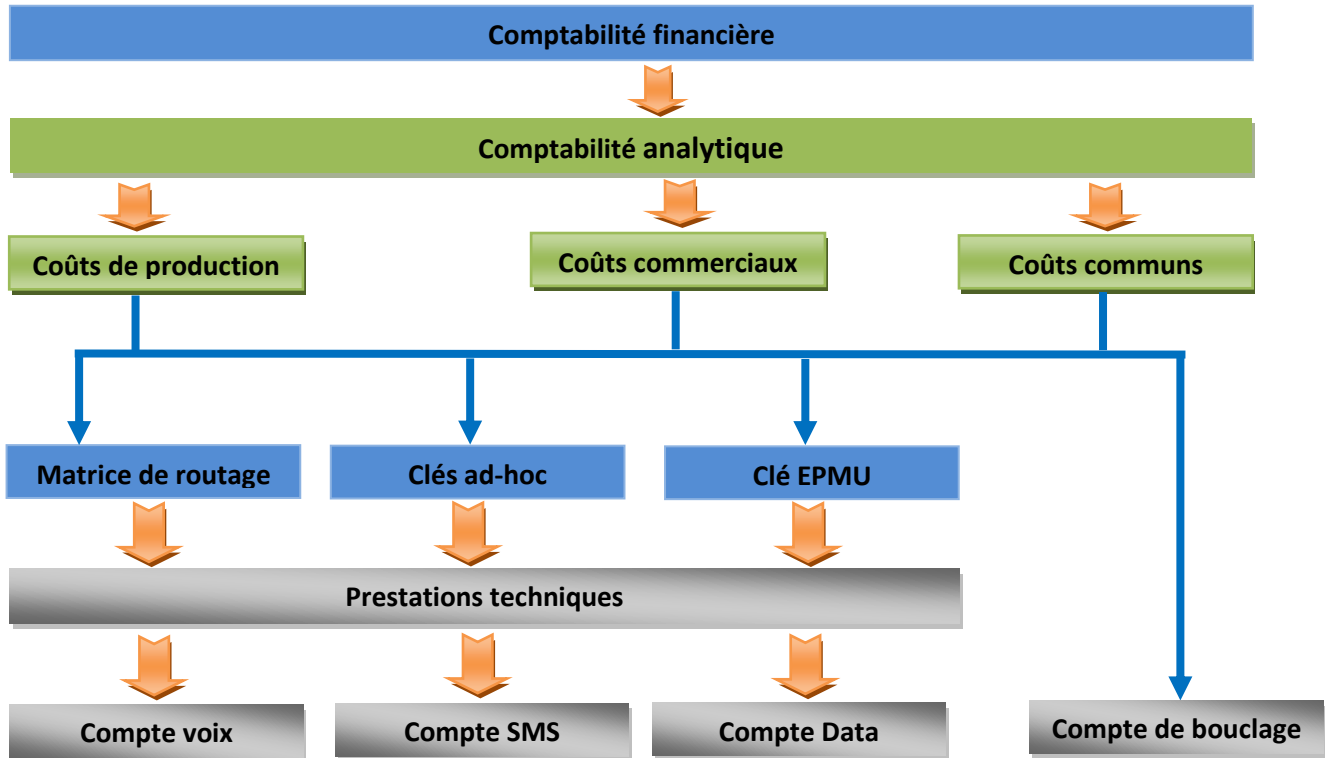 Comptabilité financière
Comptabilité analytique
Coûts de production
Coûts commerciaux
Coûts communs
Matrice de routage
Clés ad-hoc
Clé EPMU
Prestations techniques
Compte voix
Compte SMS
Compte Data
Compte de bouclage